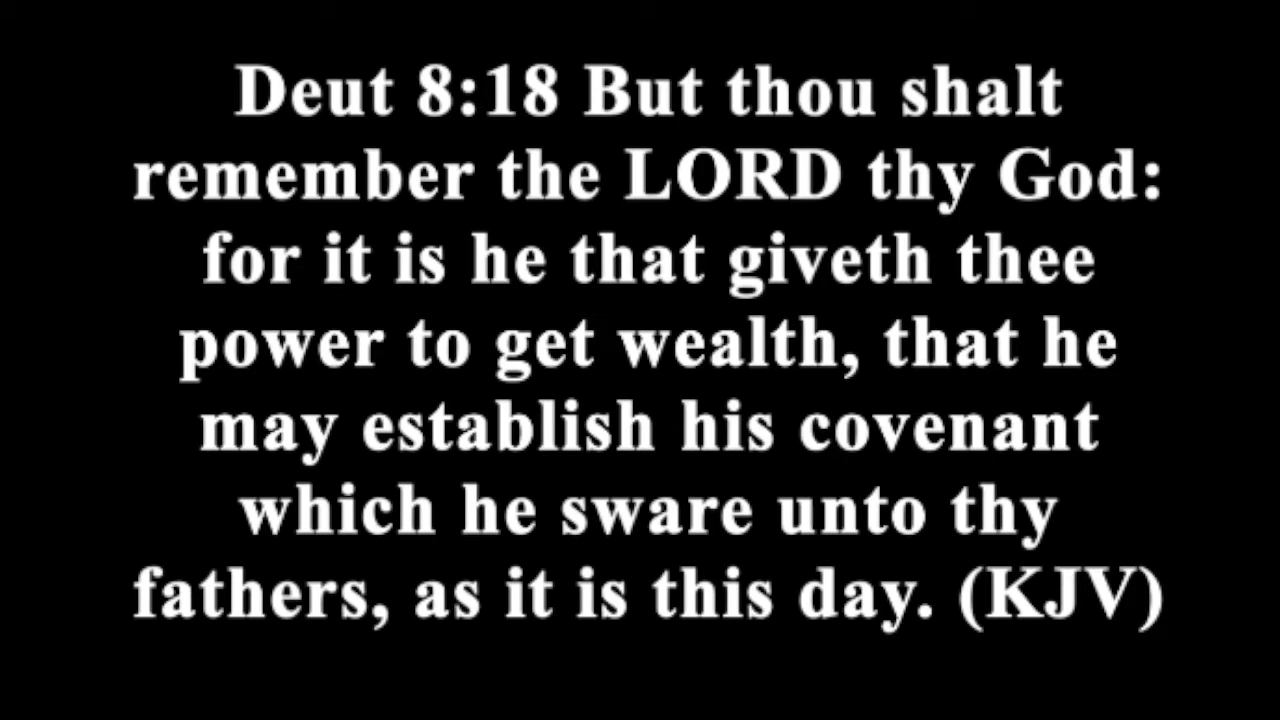 Deut 8:18 But thou shalt
remember the LORD thy God:
for it is he that giveth thee
power to get wealth, that he
may establish his covenant
which he sware unto thy
fathers, as it is this day. (KJV)